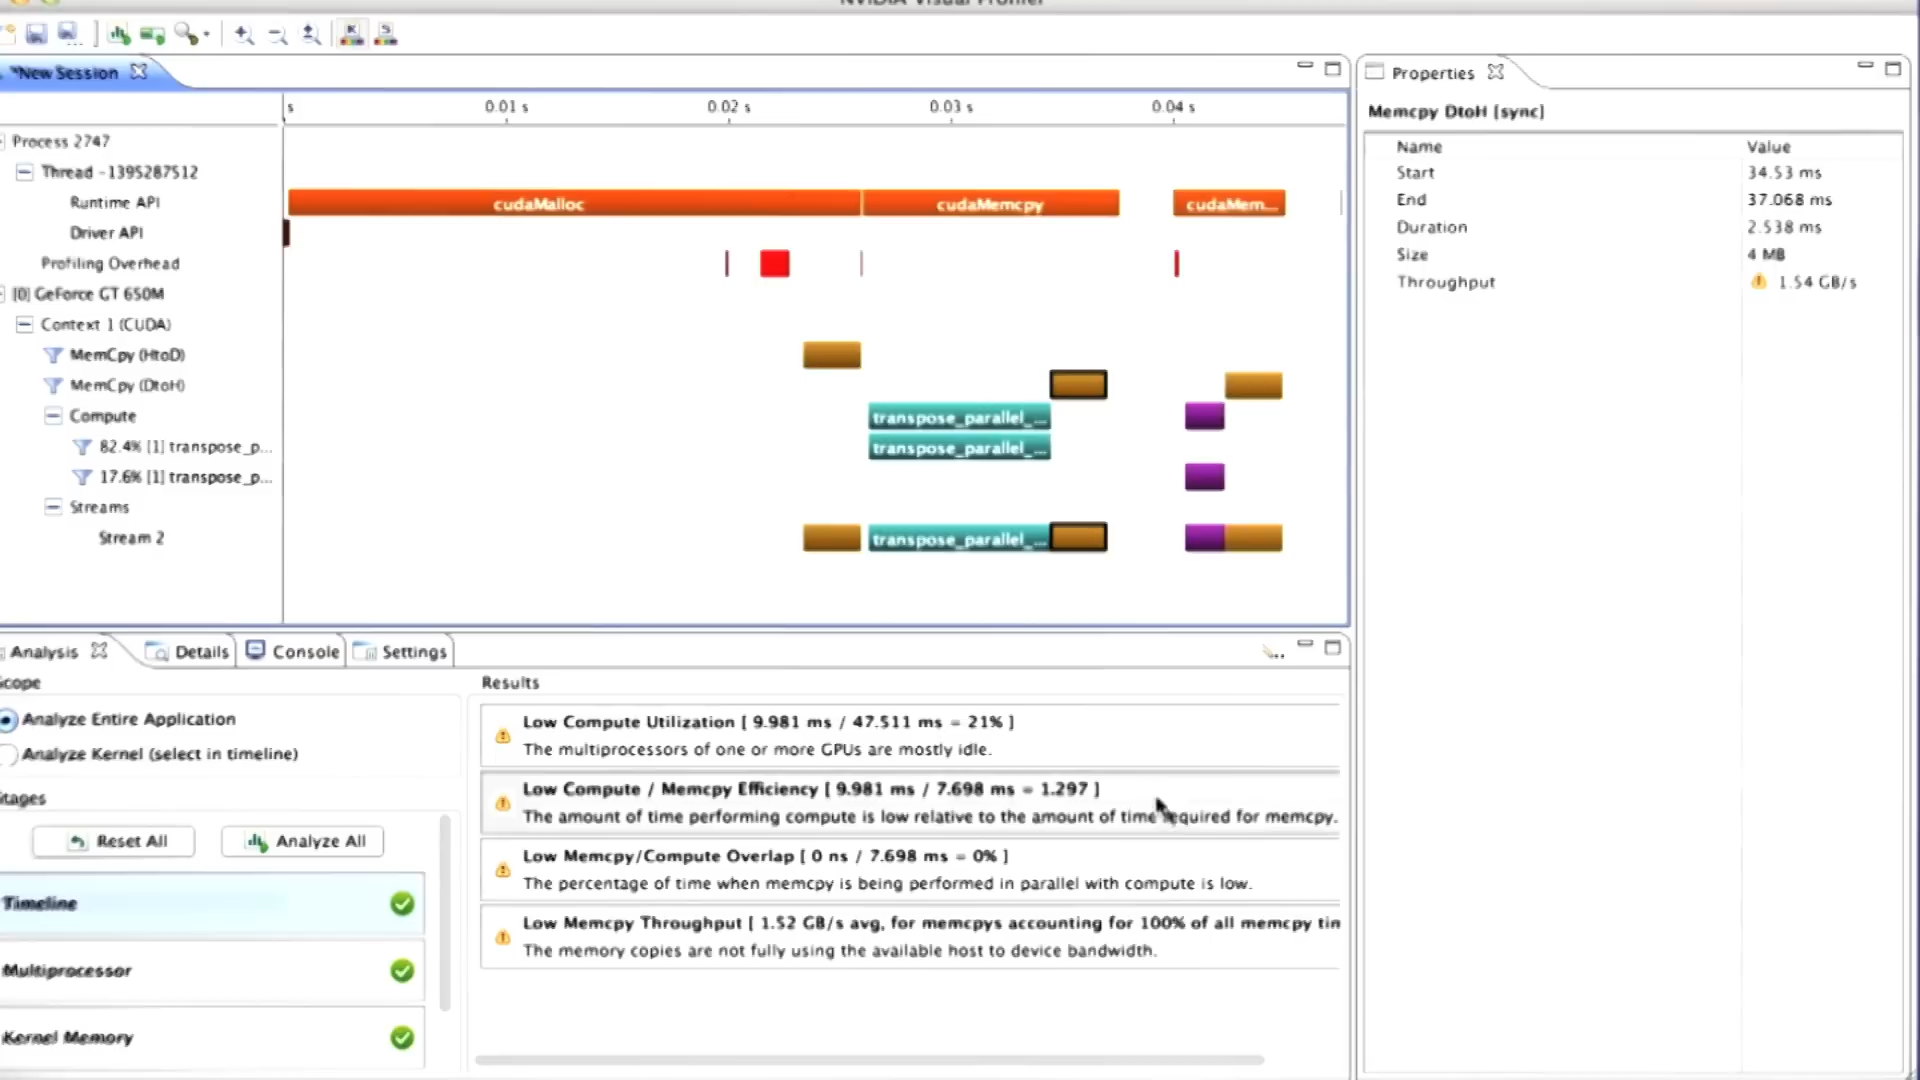 NVIDIA Visual Profiler
*New Session
s 0.01 s 0.02 s 0.03 s 0.04 s
Process 2747
Thread -1395287512
Runtime API
cudaMalloc cudaMemcpy cudaMem...
Driver API
Profiling Overhead
[0] GeForce GT 650M
Context 1 (CUDA)
MemCpy (HtoD)
MemCpy (DtoH)
Compute
transpose_parallel_...
82.4% [1] transpose_p...
transpose_parallel_...
17.6% [1] transpose_p...
Streams
Stream 2
transpose_parallel_...
Properties
Memcpy DtoH [sync]
Name Value
Start 34.53 ms
End 37.068 ms
Duration 2.538 ms
Size 4 MB
Throughput 1.54 GB/s
Analysis Details Console Settings
Scope
Analyze Entire Application
Analyze Kernel (select in timeline)
Stages
Reset All Analyze All
Timeline
Multiprocessor
Kernel Memory
Results
Low Compute Utilization [ 9.981 ms / 47.511 ms = 21% ]
The multiprocessors of one or more GPUs are mostly idle.
Low Compute / Memcpy Efficiency [ 9.981 ms / 7.698 ms = 1.297 ]
The amount of time performing compute is low relative to the amount of time required for memcpy.
Low Memcpy/Compute Overlap [ 0 ns / 7.698 ms = 0% ]
The percentage of time when memcpy is being performed in parallel with compute is low.
Low Memcpy Throughput [ 1.52 GB/s avg, for memcpys accounting for 100% of all memcpy tim
The memory copies are not fully using the available host to device bandwidth.